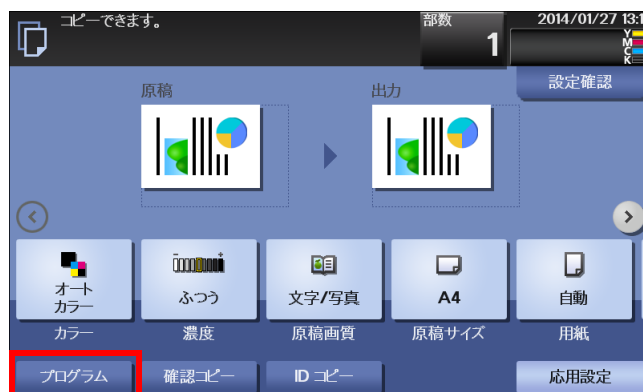 コピーできます。
部数
1
2014/01/27 13:1
Y
M
C
K
設定確認
原稿
出力
オート
カラー
ふつう
文字/写真
A4
自動
カラー
濃度
原稿画質
原稿サイズ
用紙
プログラム
確認コピー
ID コピー
応用設定